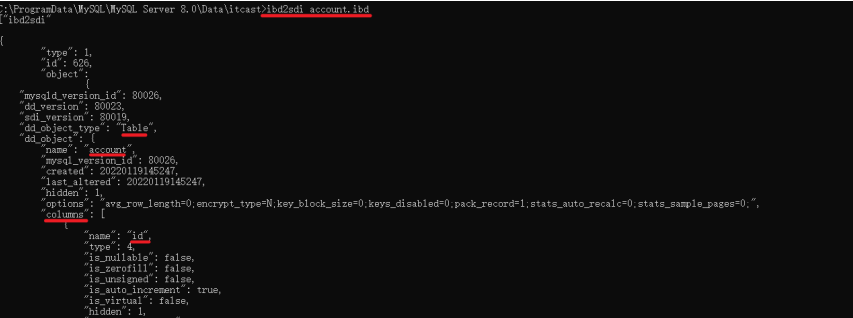 C:\ProgramData\MySQL\MySQL Server 8.0\Data\itcast>ibd2sdi account.ibd
["ibd2sdi"
,
{
"type": 1,
"id": 626,
"object":
{
"mysqld_version_id": 80026,
"dd_version": 80023,
"sdi_version": 80019,
"dd_object_type": "Table",
"dd_object": {
"name": "account",
"mysql_version_id": 80026,
"created": 20220119145247,
"last_altered": 20220119145247,
"hidden": 1,
"options": "avg_row_length=0;encrypt_type=N;key_block_size=0;keys_disabled=0;pack_record=1;stats_auto_recalc=0;stats_sample_pages=0;",
"columns": [
{
"name": "id",
"type": 4,
"is_nullable": false,
"is_zerofill": false,
"is_unsigned": false,
"is_auto_increment": true,
"is_virtual": false,
"hidden": 1,